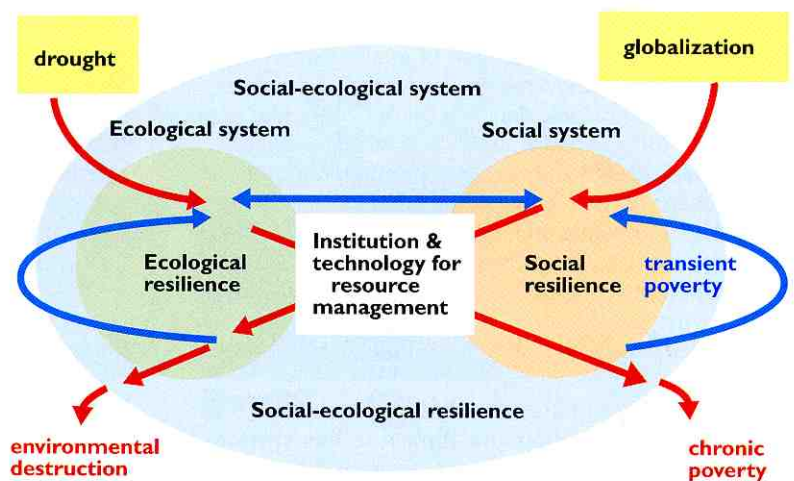 drought
globalization
Social-ecological system
Ecological system
Social system
Institution &
technology for
resource
management
Ecological
resilience
Social
resilience
transient
poverty
Social-ecological resilience
environmental
destruction
chronic
poverty